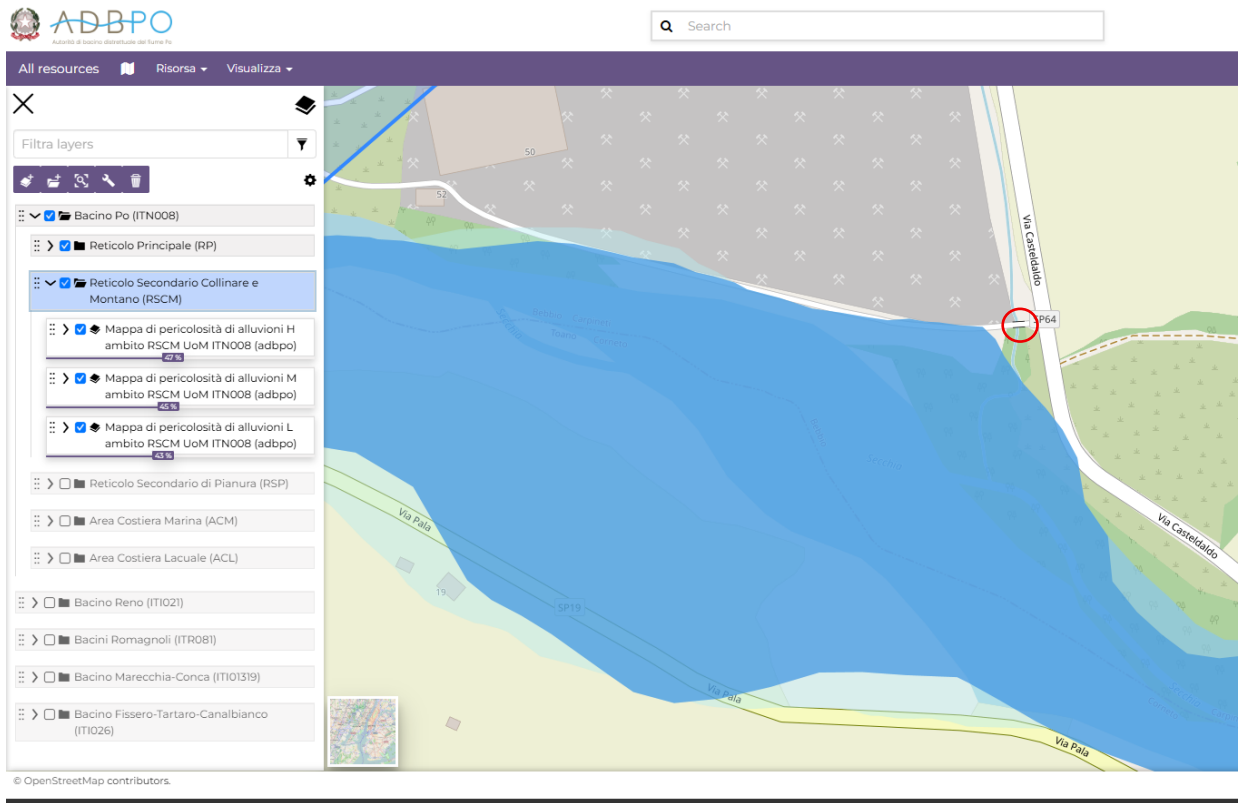 ADBPO
Autorità di bacino distrettuale del fiume Po
Search
All resources
Risorsa
Visualizza
Filtra layers
Bacino Po (ITN008)
Reticolo Principale (RP)
Reticolo Secondario Collinare e
Montano (RSCM)
Mappa di pericolosità di alluvioni H
ambito RSCM UoM ITN008 (adbpo)
47 %
Mappa di pericolosità di alluvioni M
ambito RSCM UoM ITN008 (adbpo)
45 %
Mappa di pericolosità di alluvioni L
ambito RSCM UoM ITN008 (adbpo)
43 %
Reticolo Secondario di Pianura (RSP)
Area Costiera Marina (ACM)
Area Costiera Lacuale (ACL)
Bacino Reno (ITI021)
Bacini Romagnoli (ITR081)
Bacino Marecchia-Conca (ITI01319)
Bacino Fissero-Tartaro-Canalbianco
(ITI026)
50
52
Via Casteldaldo
SP64
Via Pala
19
SP19
Via Casteldaldo
Via Pala
Via Pala
© OpenStreetMap contributors.